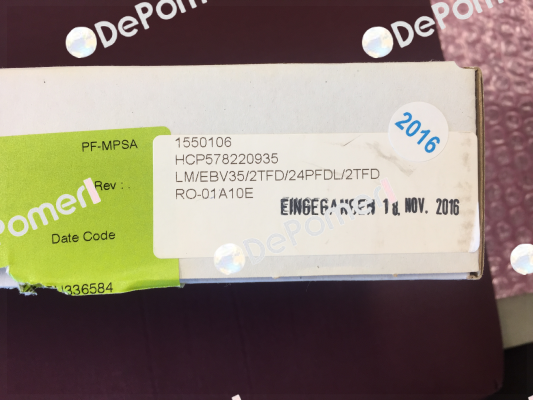 DePomerI
DePomerI
PF-MPSA
1550106
2016
HCP578220935
LM/EBV35/2TFD/24PFDL/2TFD
Rev :
RO-01A10E
EINGEGANGEN 18. NOV. 2016
DePomerI
Date Code
DePomerI
336584